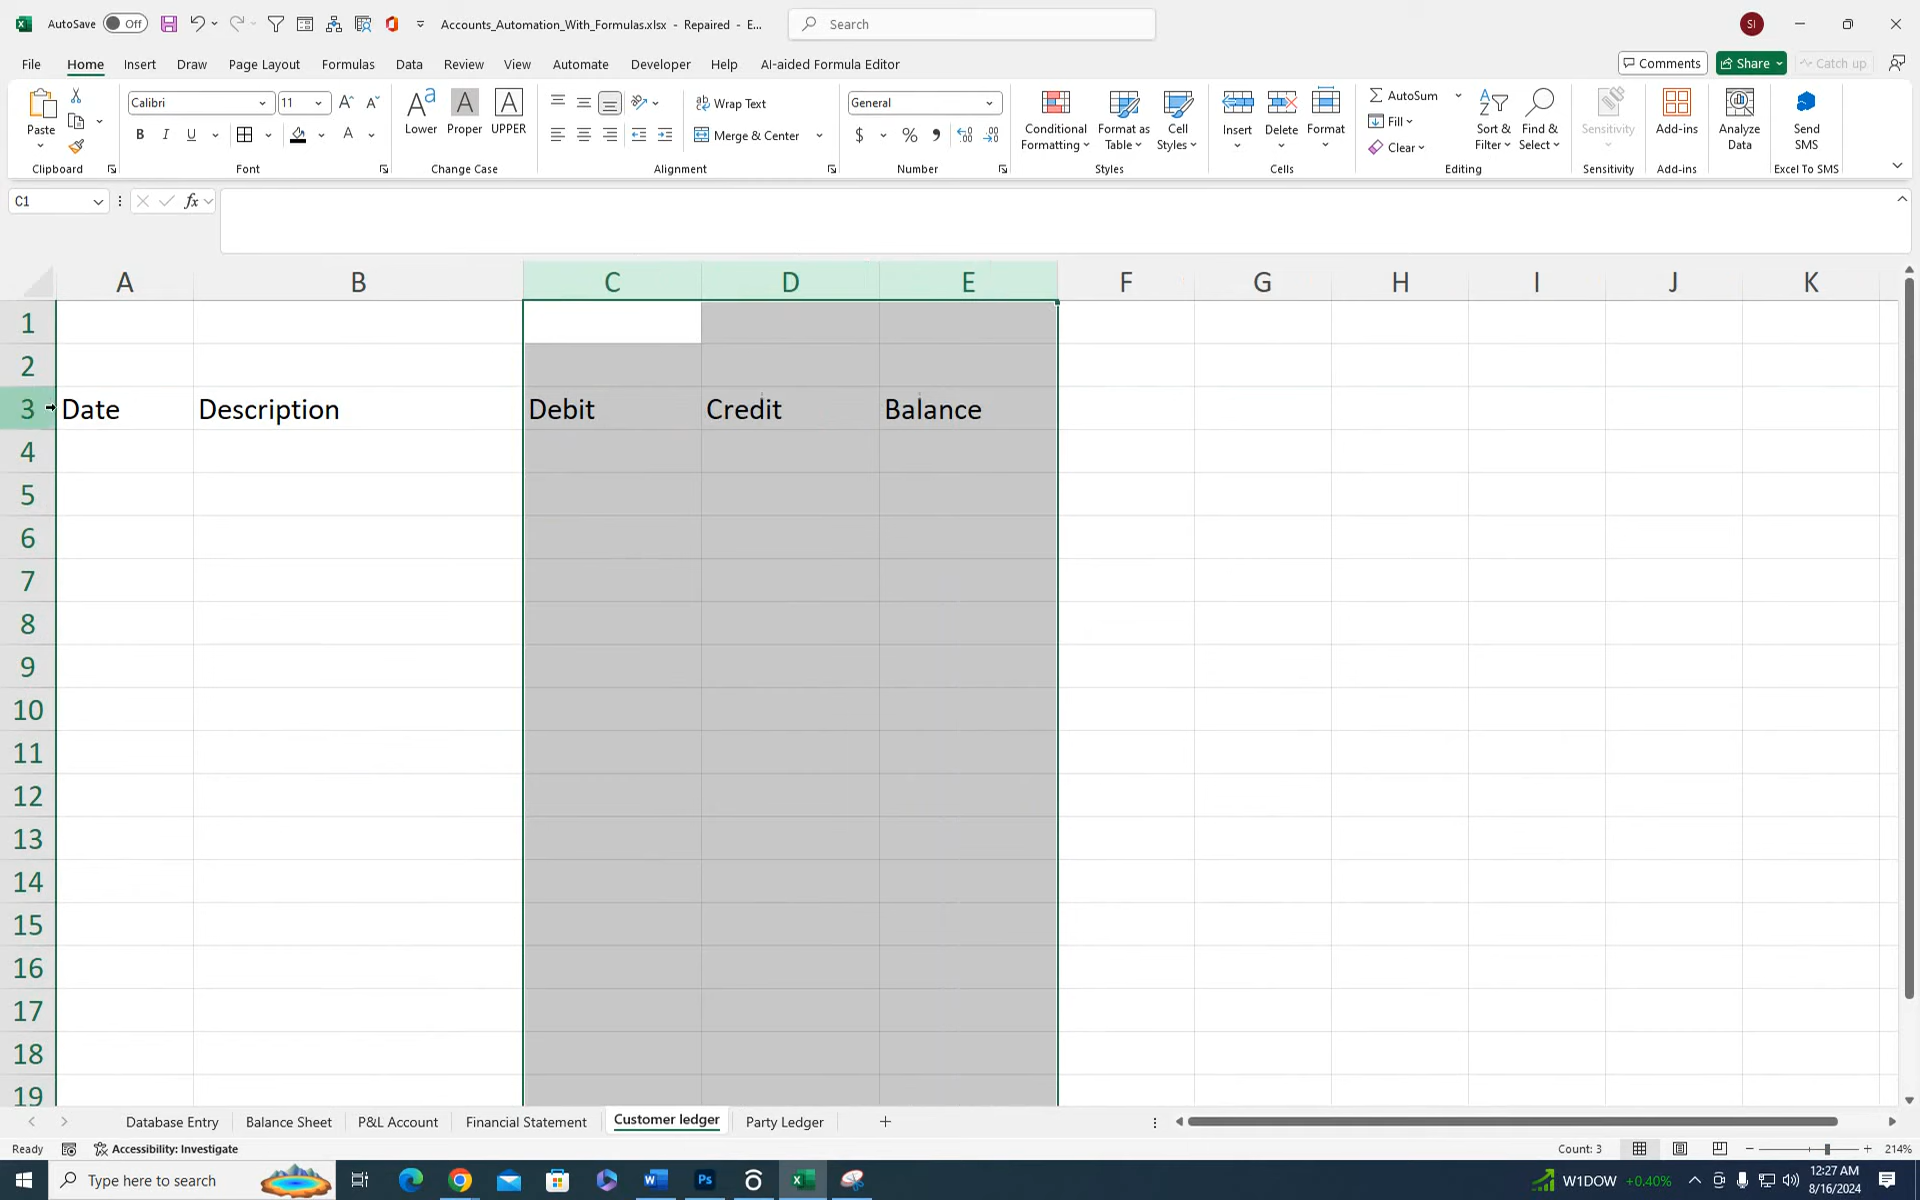 AutoSave Off Accounts_Automation_With_Formulas.xlsx - Repaired - E... Search SI
File Home Insert Draw Page Layout Formulas Data Review View Automate Developer Help AI-aided Formula Editor Comments Share Catch up
Paste Calibri 11 Lower Proper UPPER Wrap Text Merge & Center General Conditional Formatting Format as Table Cell Styles Insert Delete Format AutoSum Fill Clear Sort & Filter Find & Select Sensitivity Add-ins Analyze Data Send SMS
Clipboard Font Change Case Alignment Number Styles Cells Editing Sensitivity Add-ins Excel To SMS
C1 fx
A B C D E F G H I J K
1
2
3 Date Description Debit Credit Balance
4
5
6
7
8
9
10
11
12
13
14
15
16
17
18
19
Database Entry Balance Sheet P&L Account Financial Statement Customer ledger Party Ledger
Ready Accessibility: Investigate Count: 3 214%
Type here to search W1DOW +0.40% 12:27 AM
8/16/2024